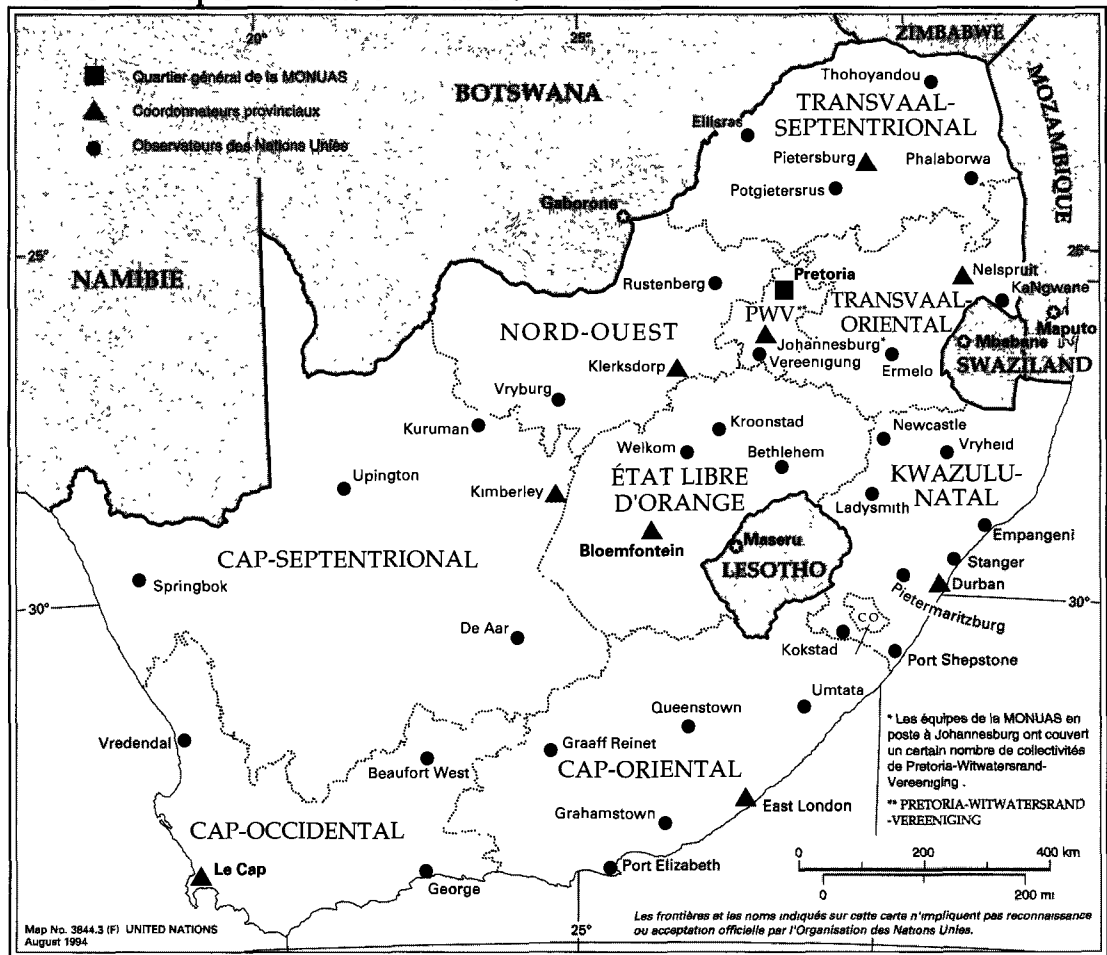 20°
25°
ZIMBABWE
Quartier général de la MONUAS
Coordonnateurs provinciaux
Observateurs des Nations Unies
BOTSWANA
MOZAMBIQUE
Thohoyandou
TRANSVAAL-
SEPTENTRIONAL
Ellisras
Pietersburg
Phalaborwa
Potgietersrus
Gaborone
25°
25°
NAMIBIE
Nelspruit
Pretoria
KaNgwane
Rustenberg
TRANSVAAL-
ORIENTAL
PWV**
NORD-OUEST
Maputo
Johannesburg*
Mbabane
Vereenigung
SWAZILAND
Klerksdorp
Ermelo
Vryburg
Kuruman
Kroonstad
Newcastle
Welkom
Bethlehem
Vryheid
Upington
ÉTAT LIBRE
D'ORANGE
KWAZULU-
NATAL
Kimberley
Ladysmith
Empangeni
Bloemfontein
Maseru
CAP-SEPTENTRIONAL
LESOTHO
Stanger
Durban
Springbok
Pietermaritzburg
30°
30°
CO
De Aar
Kokstad
Port Shepstone
Umtata
Queenstown
Vredendal
Graaff Reinet
Beaufort West
CAP-ORIENTAL
* Les équipes de la MONUAS en
poste à Johannesburg ont couvert
un certain nombre de collectivités
de Pretoria-Witwatersrand-
Vereeniging .
** PRETORIA-WITWATERSRAND
-VEREENIGING
East London
Grahamstown
CAP-OCCIDENTAL
Le Cap
Port Elizabeth
George
0 200 400 km
0 200 mi
25°
Les frontières et les noms indiqués sur cette carte n'impliquent pas reconnaissance
ou acceptation officielle par l'Organisation des Nations Unies.
Map No. 3844.3 (F) UNITED NATIONS
August 1994